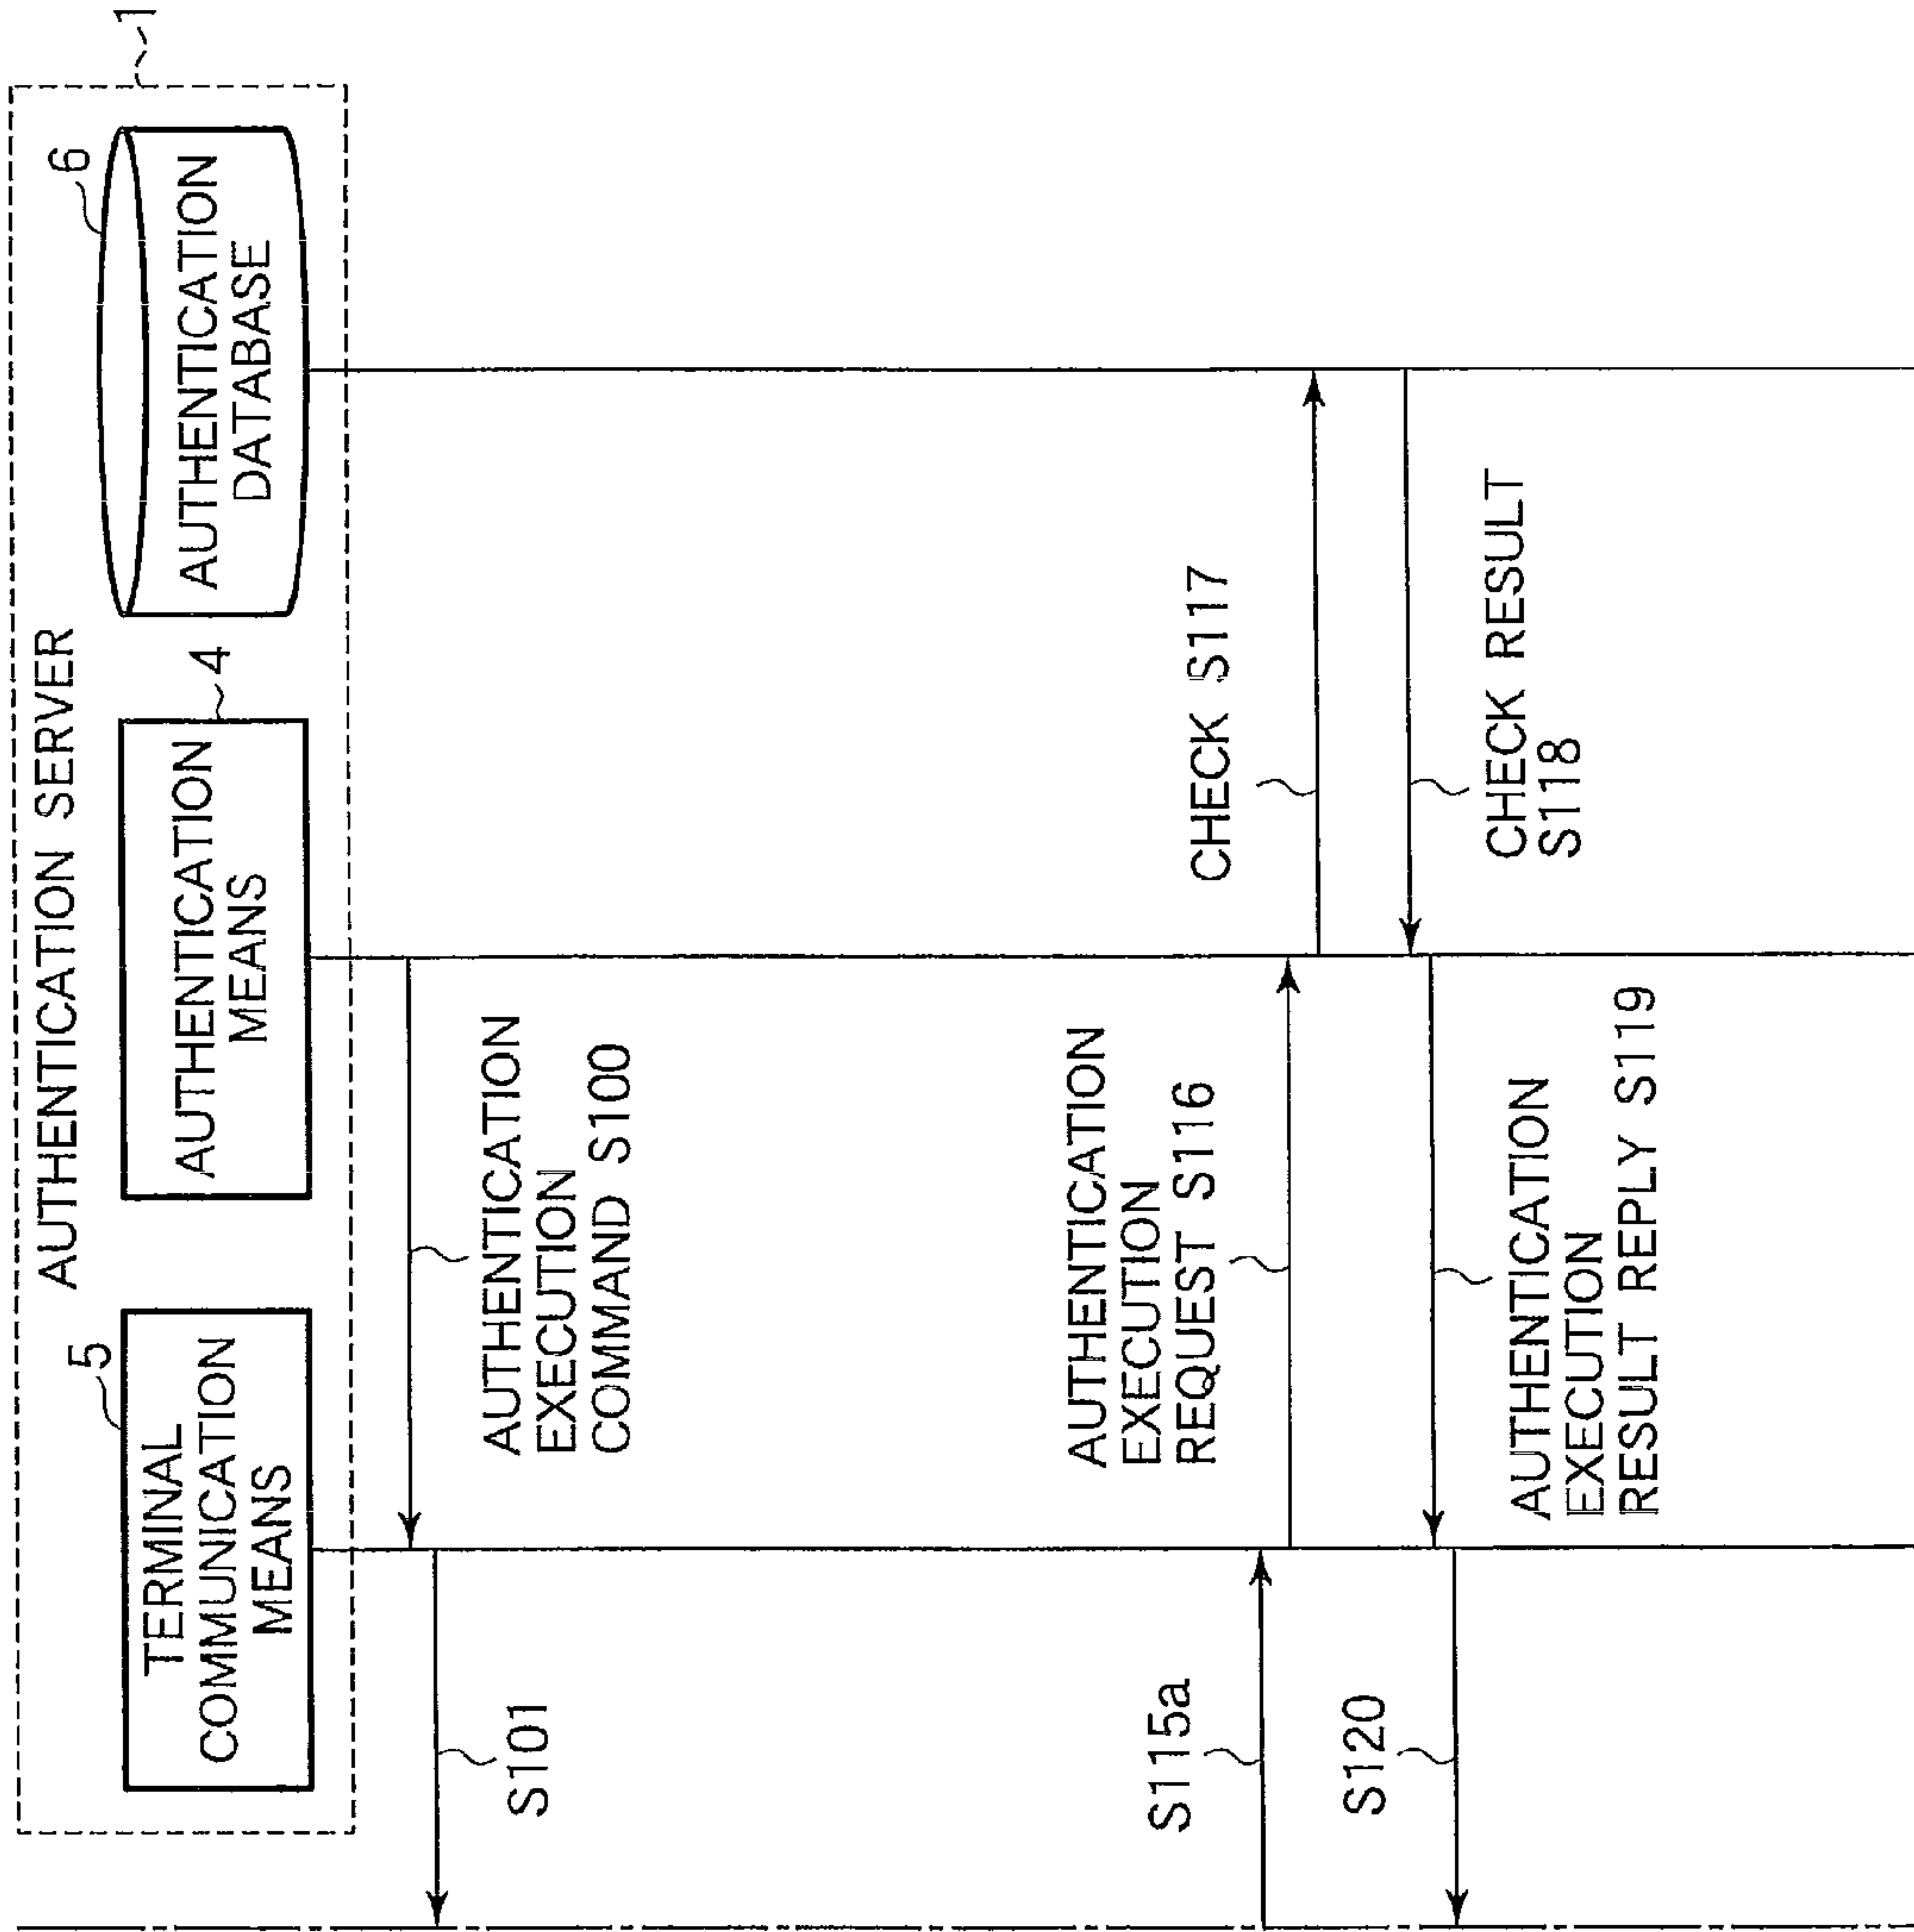 1
AUTHENTICATION SERVER
5
TERMINAL
COMMUNICATION
MEANS
4
AUTHENTICATION
MEANS
6
AUTHENTICATION
DATABASE
AUTHENTICATION
EXECUTION
COMMAND S100
S101
S115a
AUTHENTICATION
EXECUTION
REQUEST S116
CHECK S117
CHECK RESULT
S118
AUTHENTICATION
EXECUTION
RESULT REPLY S119
S120